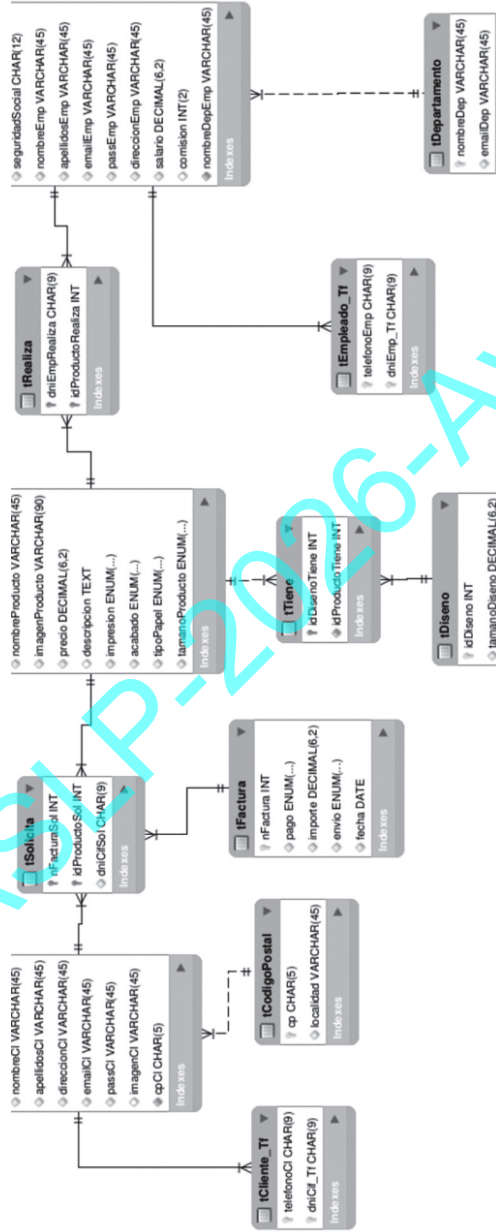 seguridadSocial CHAR(12)
nombreEmp VARCHAR(45)
apellidosEmp VARCHAR(45)
emailEmp VARCHAR(45)
passEmp VARCHAR(45)
direccionEmp VARCHAR(45)
salario DECIMAL(6,2)
comision INT(2)
nombreDepEmp VARCHAR(45)
Indexes
tDepartamento
nombreDep VARCHAR(45)
emailDep VARCHAR(45)
tRealiza
dniEmpRealiza CHAR(9)
idProductoRealiza INT
Indexes
tEmpleado_Tf
telefonoEmp CHAR(9)
dniEmp_Tf CHAR(9)
Indexes
nombreProducto VARCHAR(45)
imagenProducto VARCHAR(90)
precio DECIMAL(6,2)
descripcion TEXT
impresion ENUM(...)
acabado ENUM(...)
tipoPapel ENUM(...)
tamanoProducto ENUM(...)
Indexes
tTiene
idDisenoTiene INT
idProductoTiene INT
Indexes
tDiseno
idDiseno INT
tamanoDiseno DECIMAL(6,2)
tSolicita
nFacturaSol INT
idProductoSol INT
dniCifSol CHAR(9)
Indexes
tFactura
nFactura INT
pago ENUM(...)
importe DECIMAL(6,2)
envio ENUM(...)
fecha DATE
Indexes
nombreCl VARCHAR(45)
apellidosCl VARCHAR(45)
direccionCl VARCHAR(45)
emailCl VARCHAR(45)
passCl VARCHAR(45)
imagenCl VARCHAR(45)
cpCl CHAR(5)
Indexes
tCodigoPostal
cp CHAR(5)
localidad VARCHAR(45)
Indexes
tCliente_Tf
telefonoCl CHAR(9)
dniCif_Tf CHAR(9)
Indexes
SLP-2026-A